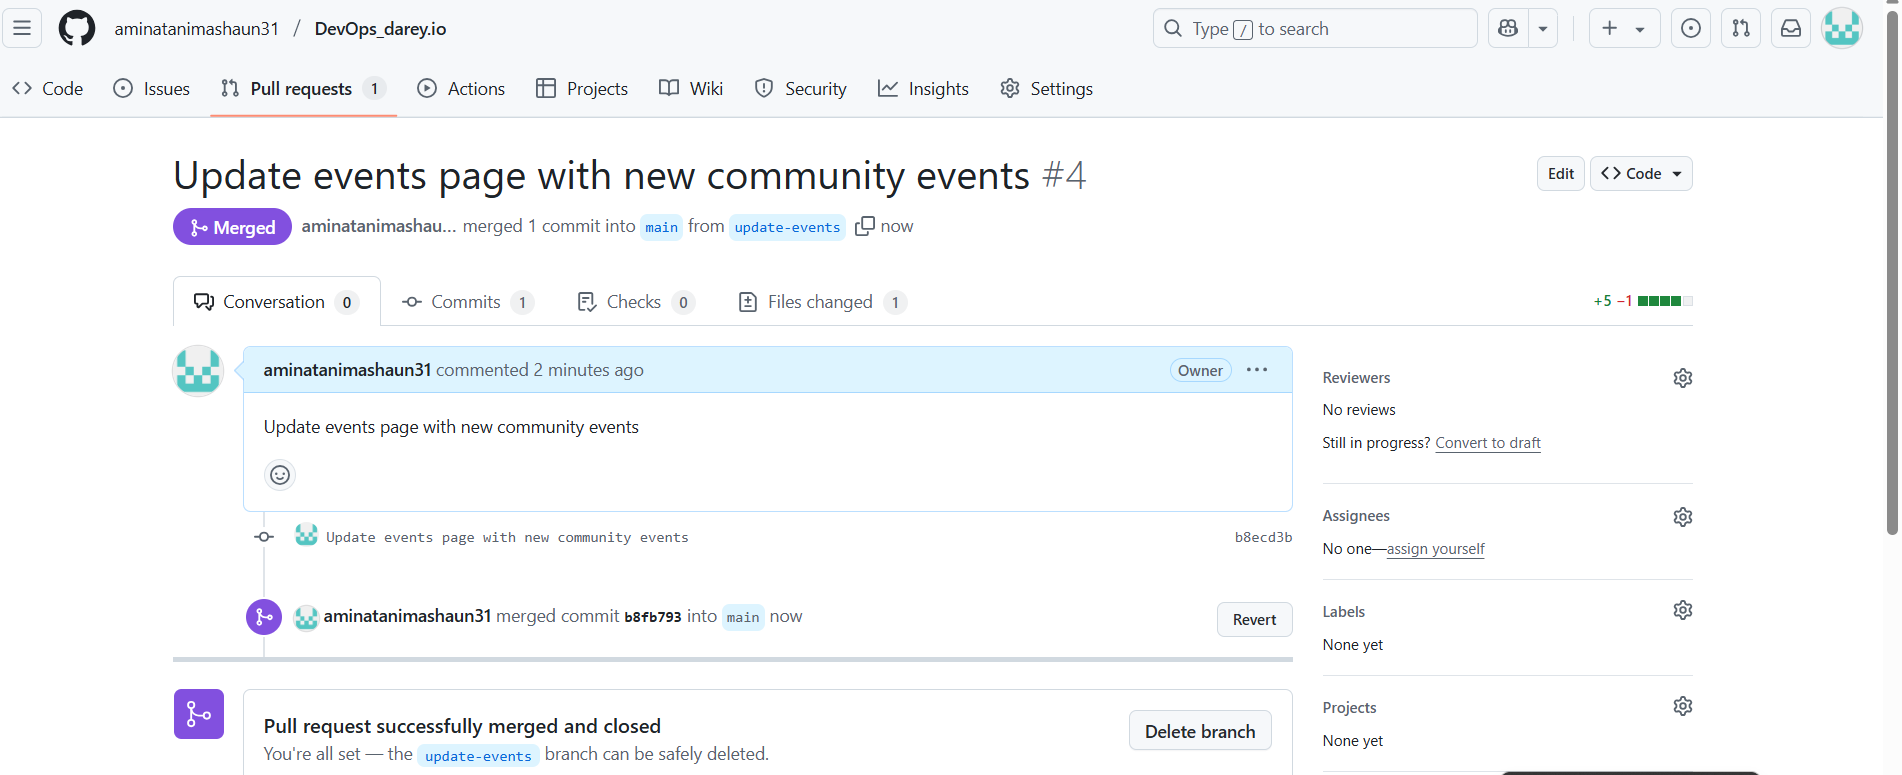 aminatanimashaun31 / DevOps_darey.io
Type / to search
Code
Issues
Pull requests 1
Actions
Projects
Wiki
Security
Insights
Settings
Update events page with new community events #4
Edit
Code
Merged aminatanimashau... merged 1 commit into main from update-events now
Conversation 0
Commits 1
Checks 0
Files changed 1
+5 −1
aminatanimashaun31 commented 2 minutes ago
Owner
Update events page with new community events
Update events page with new community events
b8ecd3b
aminatanimashaun31 merged commit b8fb793 into main now
Revert
Pull request successfully merged and closed
You're all set — the update-events branch can be safely deleted.
Delete branch
Reviewers
No reviews
Still in progress? Convert to draft
Assignees
No one—assign yourself
Labels
None yet
Projects
None yet